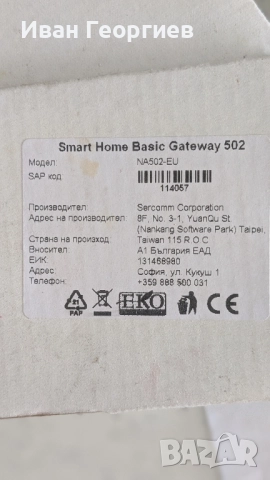 Иван Георгиев
Smart Home Basic Gateway 502
Модел: NA502-EU
SAP код
114057
Производител: Sercomm Corporation
Адрес на производител: 8F, No. 3-1, YuanQu St
(Nankang Software Park) Taipei,
Страна на произход: Taiwan 115 R O C
Вносител: А1 България ЕАД
ЕИК: 131468980
Адрес: София, ул. Кукуш 1
Телефон: +359 888 500 031
PAP
ЕКО
BAZAR